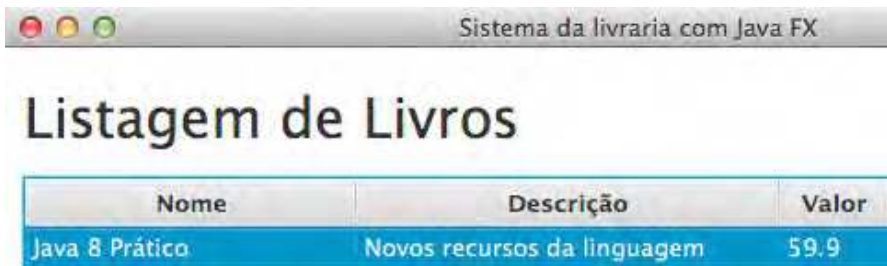 Sistema da livraria com Java FX
Listagem de Livros
Nome Descrição Valor
Java 8 Prático Novos recursos da linguagem 59.9